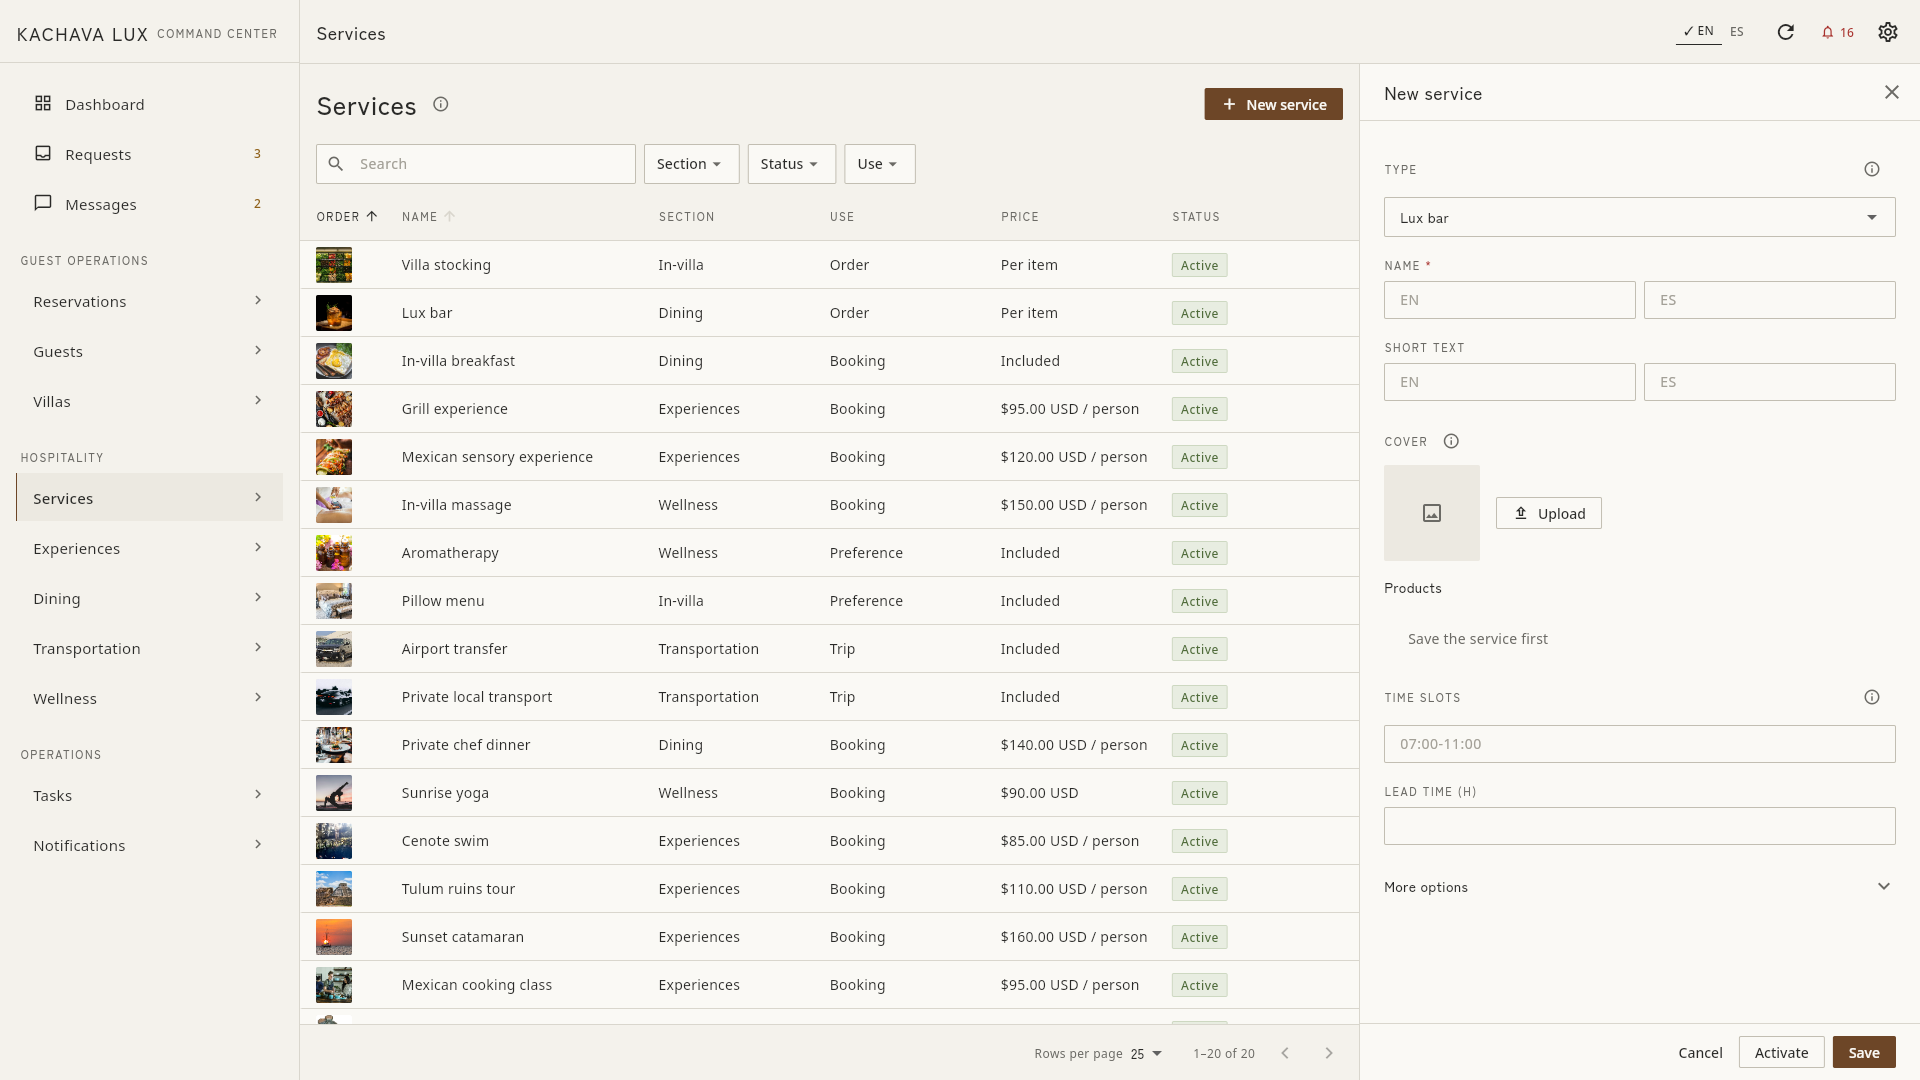 KACHAVA LUX COMMAND CENTER
Services
✓ EN ES
16
Dashboard
Requests 3
Messages 2
GUEST OPERATIONS
Reservations
Guests
Villas
HOSPITALITY
Services
Experiences
Dining
Transportation
Wellness
OPERATIONS
Tasks
Notifications
Services
New service
Search
Section
Status
Use
ORDER NAME SECTION USE PRICE STATUS
Villa stocking In-villa Order Per item Active
Lux bar Dining Order Per item Active
In-villa breakfast Dining Booking Included Active
Grill experience Experiences Booking $95.00 USD / person Active
Mexican sensory experience Experiences Booking $120.00 USD / person Active
In-villa massage Wellness Booking $150.00 USD / person Active
Aromatherapy Wellness Preference Included Active
Pillow menu In-villa Preference Included Active
Airport transfer Transportation Trip Included Active
Private local transport Transportation Trip Included Active
Private chef dinner Dining Booking $140.00 USD / person Active
Sunrise yoga Wellness Booking $90.00 USD Active
Cenote swim Experiences Booking $85.00 USD / person Active
Tulum ruins tour Experiences Booking $110.00 USD / person Active
Sunset catamaran Experiences Booking $160.00 USD / person Active
Mexican cooking class Experiences Booking $95.00 USD / person Active
Rows per page 25 1–20 of 20
New service
TYPE
Lux bar
NAME *
EN ES
SHORT TEXT
EN ES
COVER
Upload
Products
Save the service first
TIME SLOTS
07:00-11:00
LEAD TIME (H)
More options
Cancel Activate Save